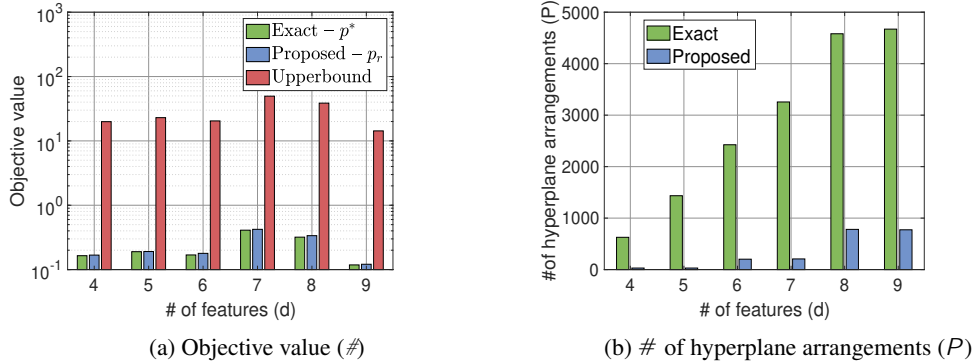 10^3
10^2
10^1
10^0
10^-1
Objective value
Exact − p*
Proposed − p_r
Upperbound
4 5 6 7 8 9
# of features (d)
(a) Objective value (#)
5000
4000
3000
2000
1000
0
#of hyperplane arrangements (P)
Exact
Proposed
4 5 6 7 8 9
# of features (d)
(b) # of hyperplane arrangements (P)